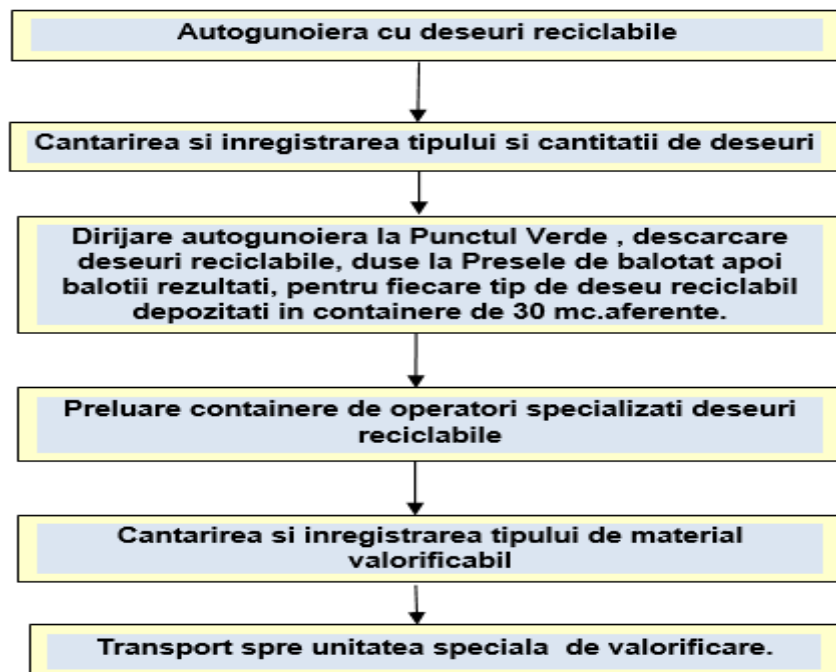 Autogunoiera cu deseuri reciclabile
Cantarirea si inregistrarea tipului si cantitatii de deseuri
Dirijare autogunoiera la Punctul Verde , descarcare
deseuri reciclabile, duse la Presele de balotat apoi
balotii rezultati, pentru fiecare tip de deseu reciclabil
depozitati in containere de 30 mc.aferente.
Preluare containere de operatori specializati deseuri
reciclabile
Cantarirea si inregistrarea tipului de material
valorificabil
Transport spre unitatea speciala de valorificare.